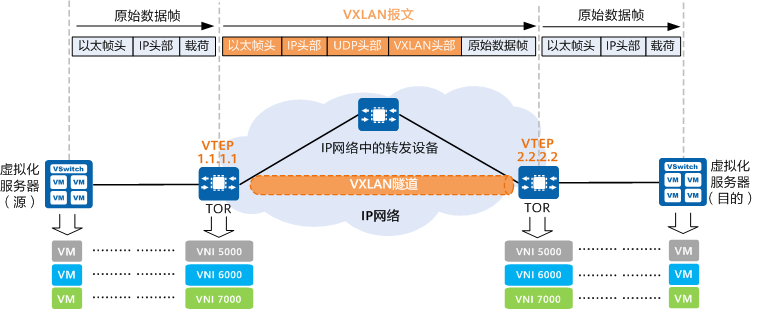 原始数据帧
VXLAN报文
原始数据帧
以太帧头 IP头部 载荷
以太帧头 IP头部 UDP头部 VXLAN头部 原始数据帧
以太帧头 IP头部 载荷
IP网络中的转发设备
VTEP
1.1.1.1
VTEP
2.2.2.2
虚拟化
服务器
（源）
VSwitch
VM VM
VM VM
TOR
VXLAN隧道
IP网络
TOR
VSwitch
VM VM
VM VM
虚拟化
服务器
（目的）
VM VNI 5000 VNI 5000 VM
VM VNI 6000 VNI 6000 VM
VM VNI 7000 VNI 7000 VM